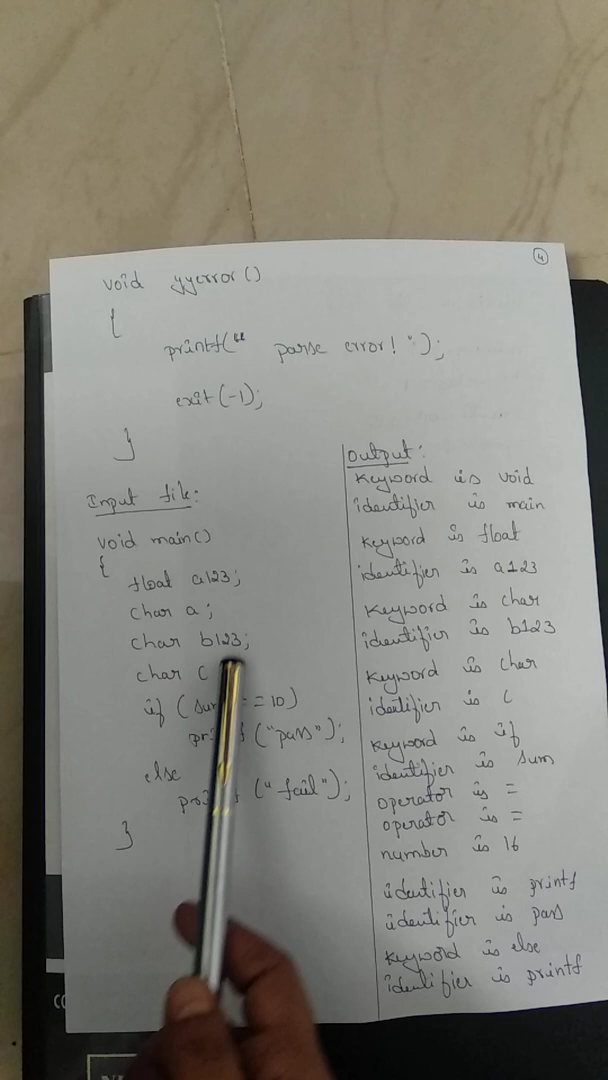 4
void yyerror()
{
printf(" parse error! ");
exit(-1);
}
Input file:
void main()
{
float a123;
char a;
char b123;
char c
if ( == 10)
("pass");
else
("fail");
}
Output:
keyword is void
identifier is main
keyword is float
identifier is a123
keyword is char
identifier is b123
keyword is char
identifier is c
keyword is if
identifier is sum
operator is =
operator is =
number is 16
identifier is printf
identifier is pass
keyword is else
identifier is printf